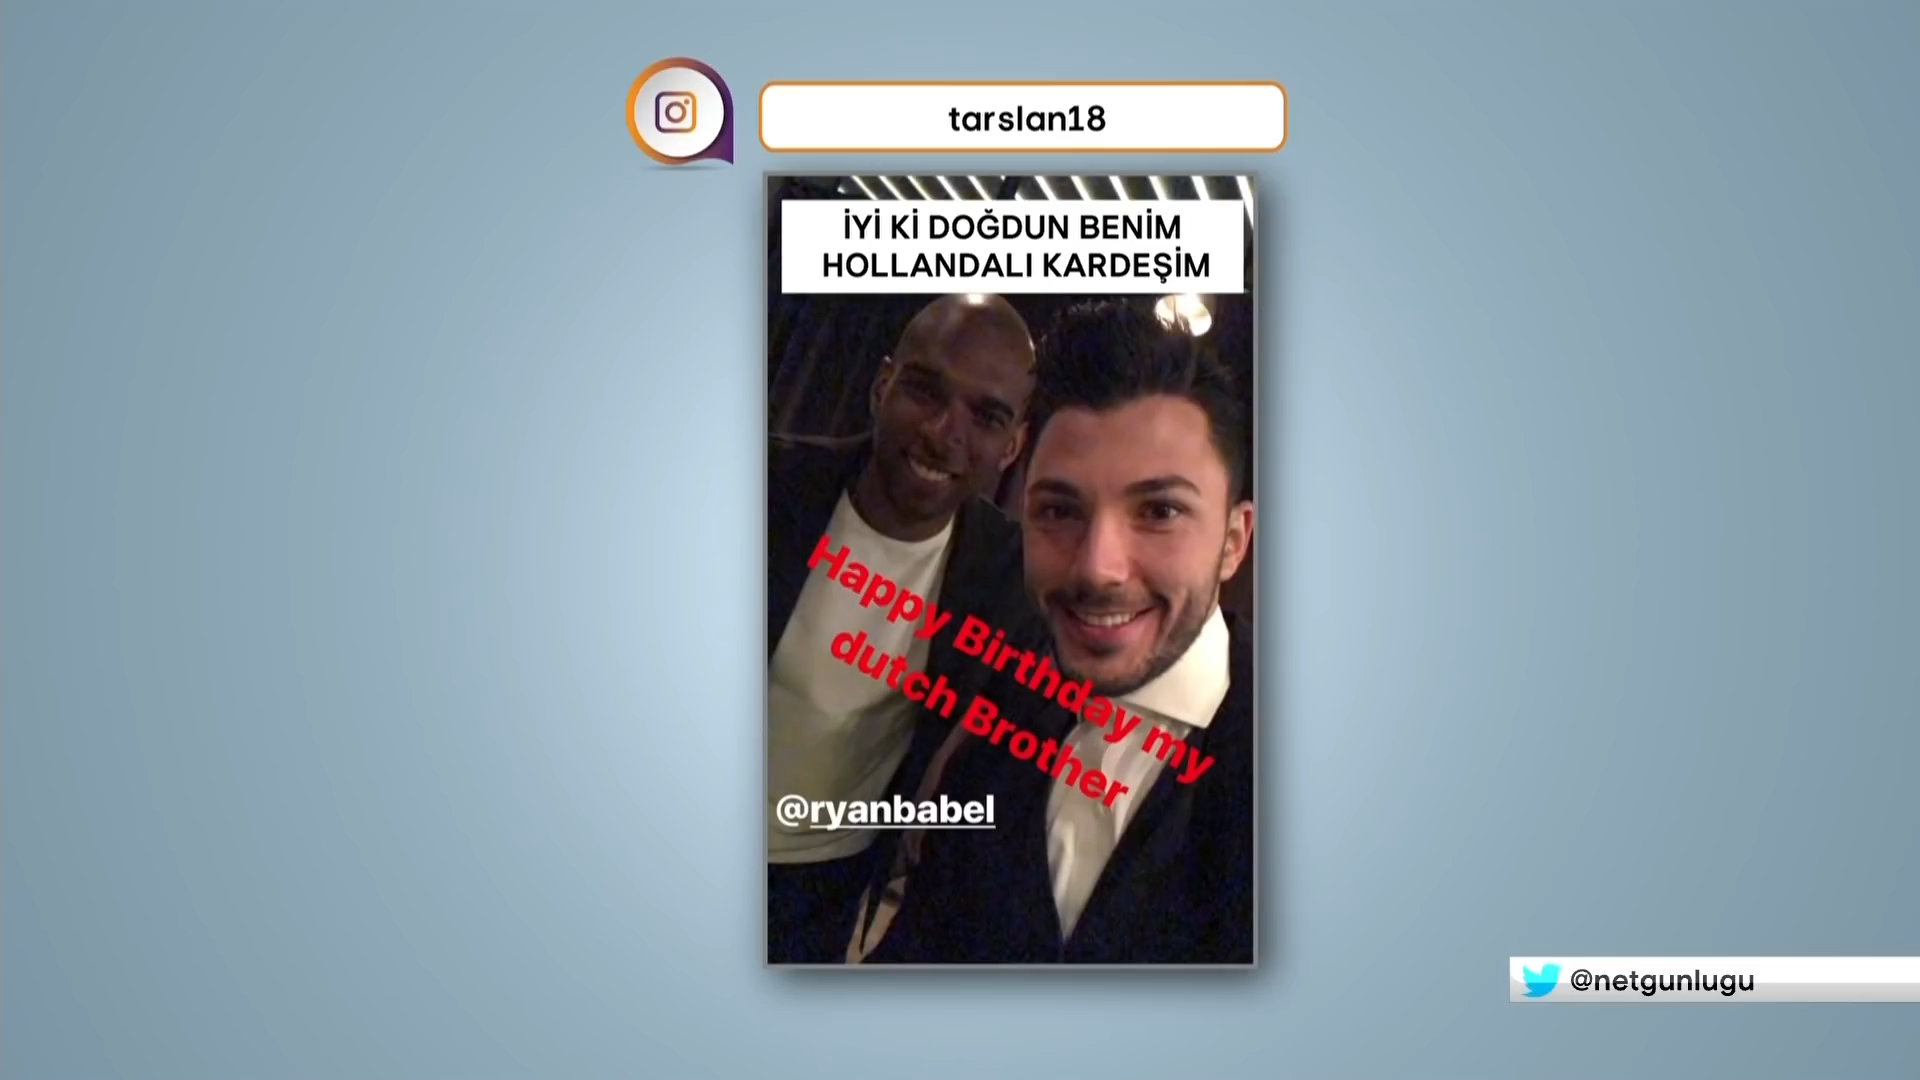 tarslan18
İYİ Kİ DOĞDUN BENİM
HOLLANDALI KARDEŞİM
Happy Birthday my
dutch Brother
@ryanbabel
@netgunlugu